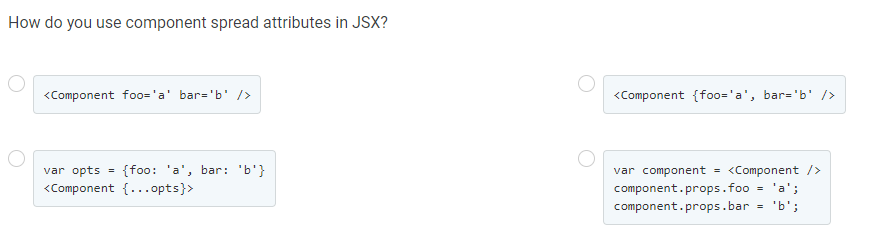 How do you use component spread attributes in JSX?
<Component foo='a' bar='b' />
<Component {foo='a', bar='b' />
var opts = {foo: 'a', bar: 'b'}
<Component {...opts}>
var component = <Component />
component.props.foo = 'a';
component.props.bar = 'b';